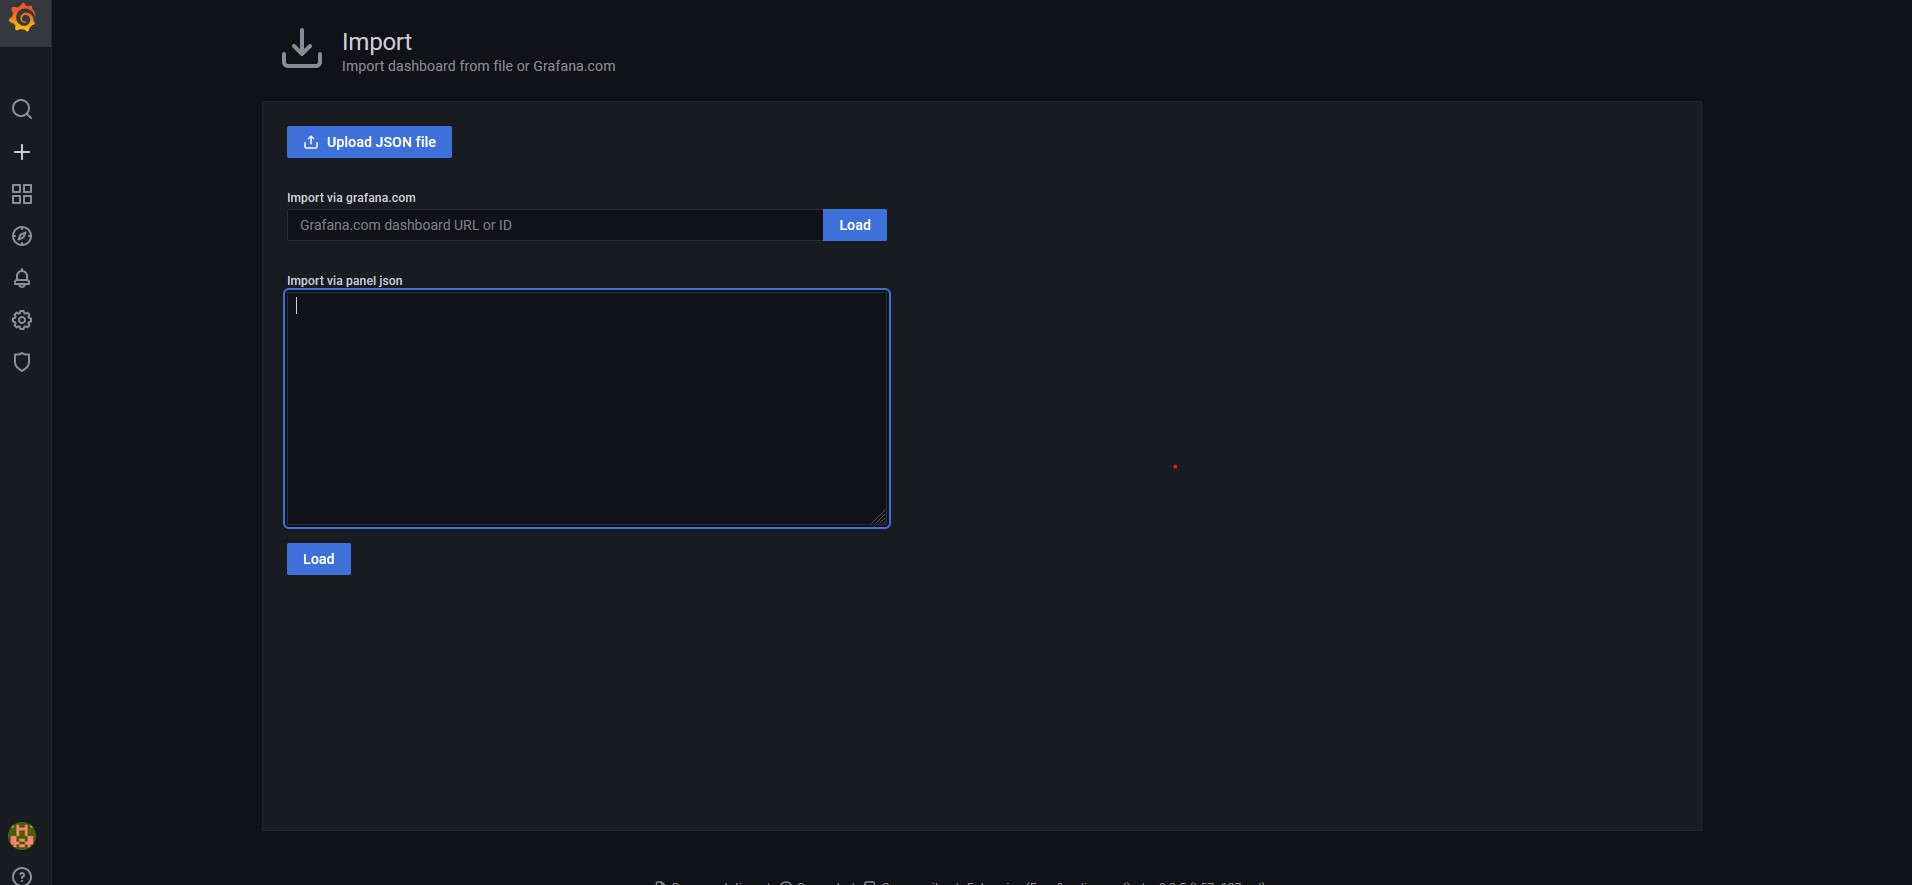 Import
Import dashboard from file or Grafana.com
Upload JSON file
Import via grafana.com
Grafana.com dashboard URL or ID
Load
Import via panel json
Load